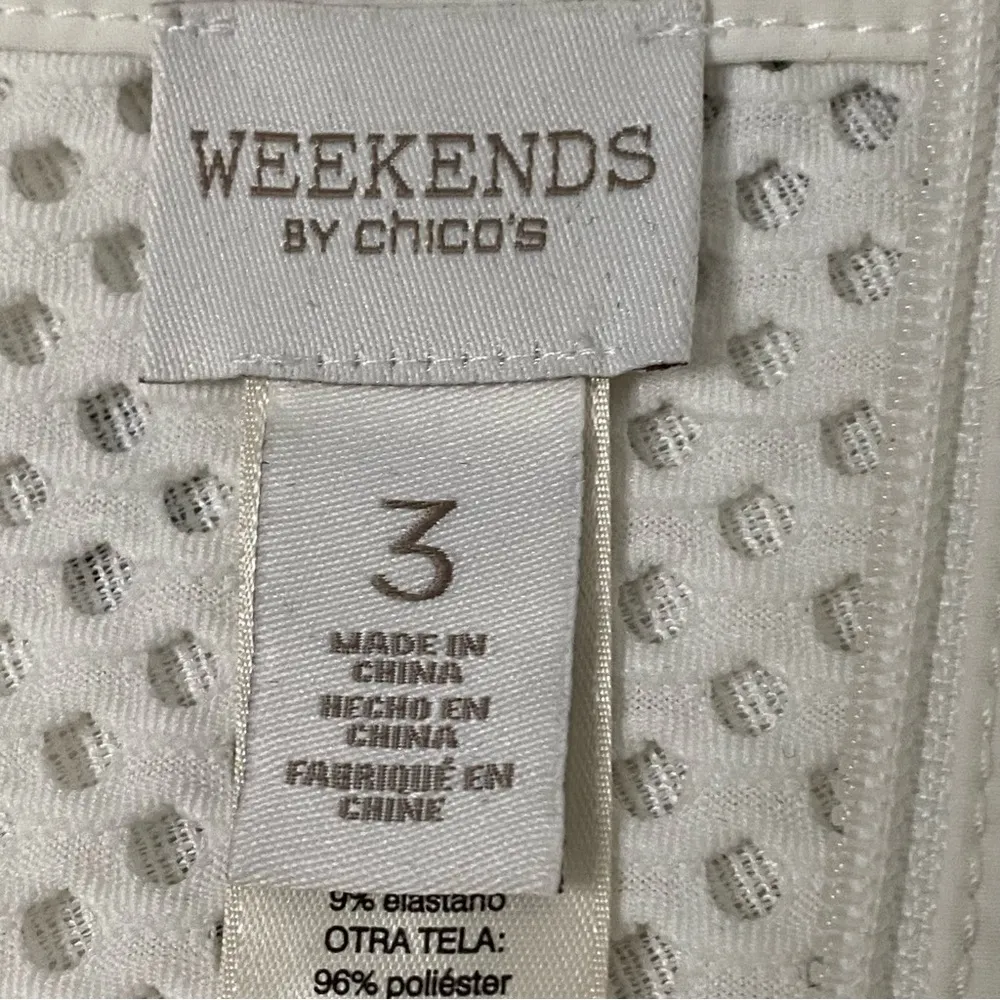 WEEKENDS
BY chico's
3
MADE IN
CHINA
HECHO EN
CHINA
FABRIQUÉ EN
CHINE
9% elastano
OTRA TELA:
96% poliéster